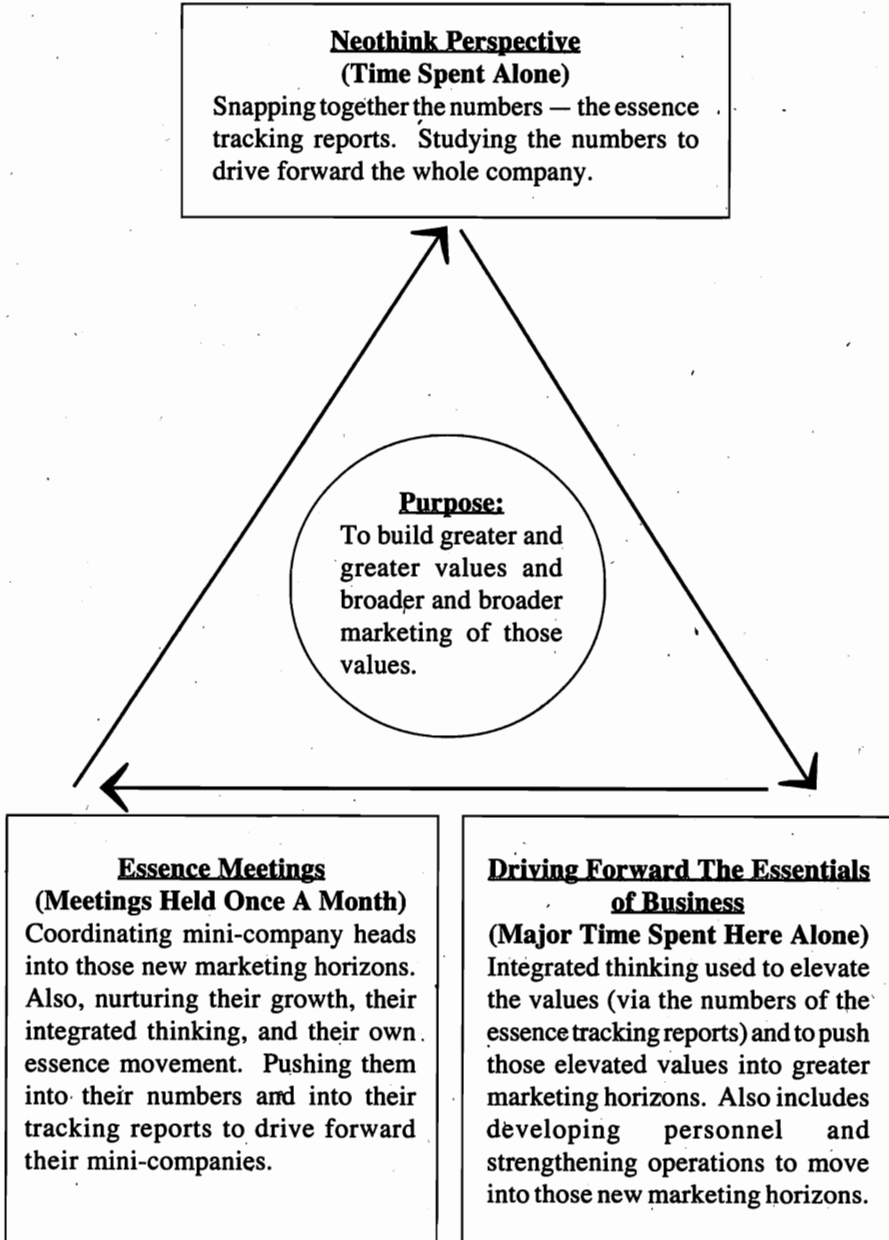 Neothink Perspective
(Time Spent Alone)
Snapping together the numbers — the essence
tracking reports. Studying the numbers to
drive forward the whole company.
Purpose:
To build greater and
greater values and
broader and broader
marketing of those
values.
Essence Meetings
(Meetings Held Once A Month)
Coordinating mini-company heads
into those new marketing horizons.
Also, nurturing their growth, their
integrated thinking, and their own
essence movement. Pushing them
into their numbers and into their
tracking reports to drive forward
their mini-companies.
Driving Forward The Essentials
of Business
(Major Time Spent Here Alone)
Integrated thinking used to elevate
the values (via the numbers of the
essence tracking reports) and to push
those elevated values into greater
marketing horizons. Also includes
developing personnel and
strengthening operations to move
into those new marketing horizons.